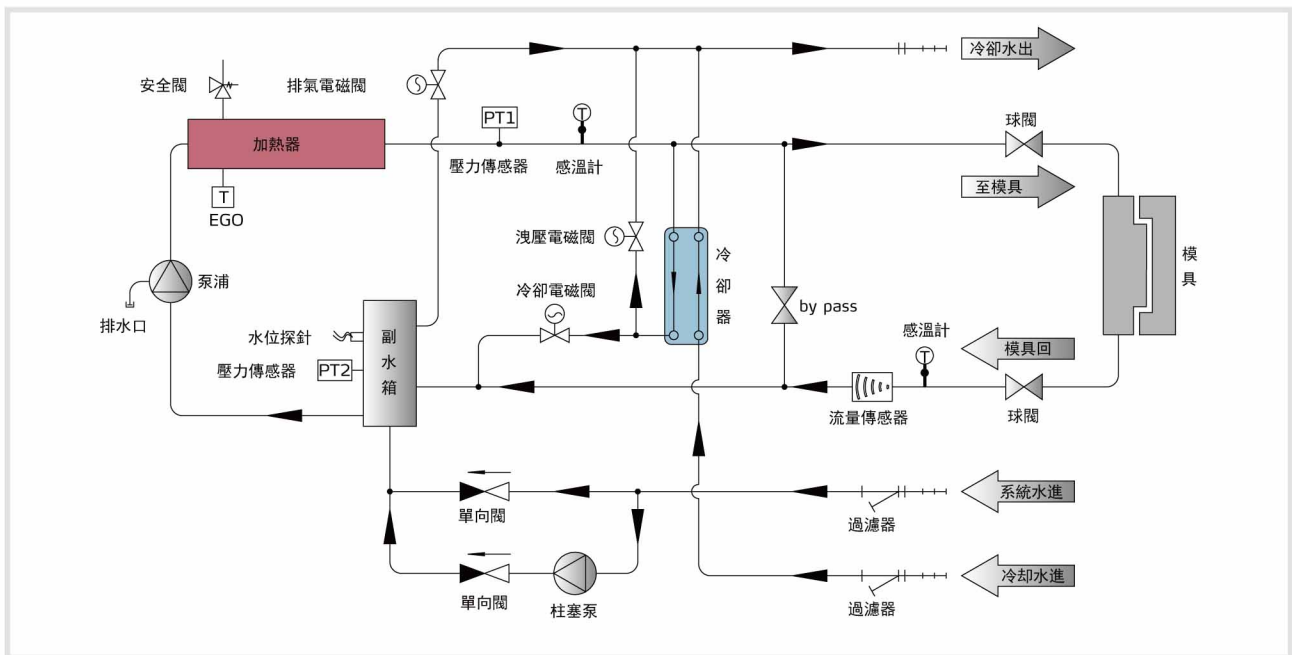 冷卻水出
安全閥
排氣電磁閥
PT1
T
球閥
加熱器
壓力傳感器
感溫計
至模具
T
EGO
洩壓電磁閥
冷卻器
模具
泵浦
冷卻電磁閥
by pass
排水口
水位探針
副水箱
感溫計
模具回
T
壓力傳感器
PT2
流量傳感器
球閥
系統水進
單向閥
過濾器
冷却水進
單向閥
柱塞泵
過濾器